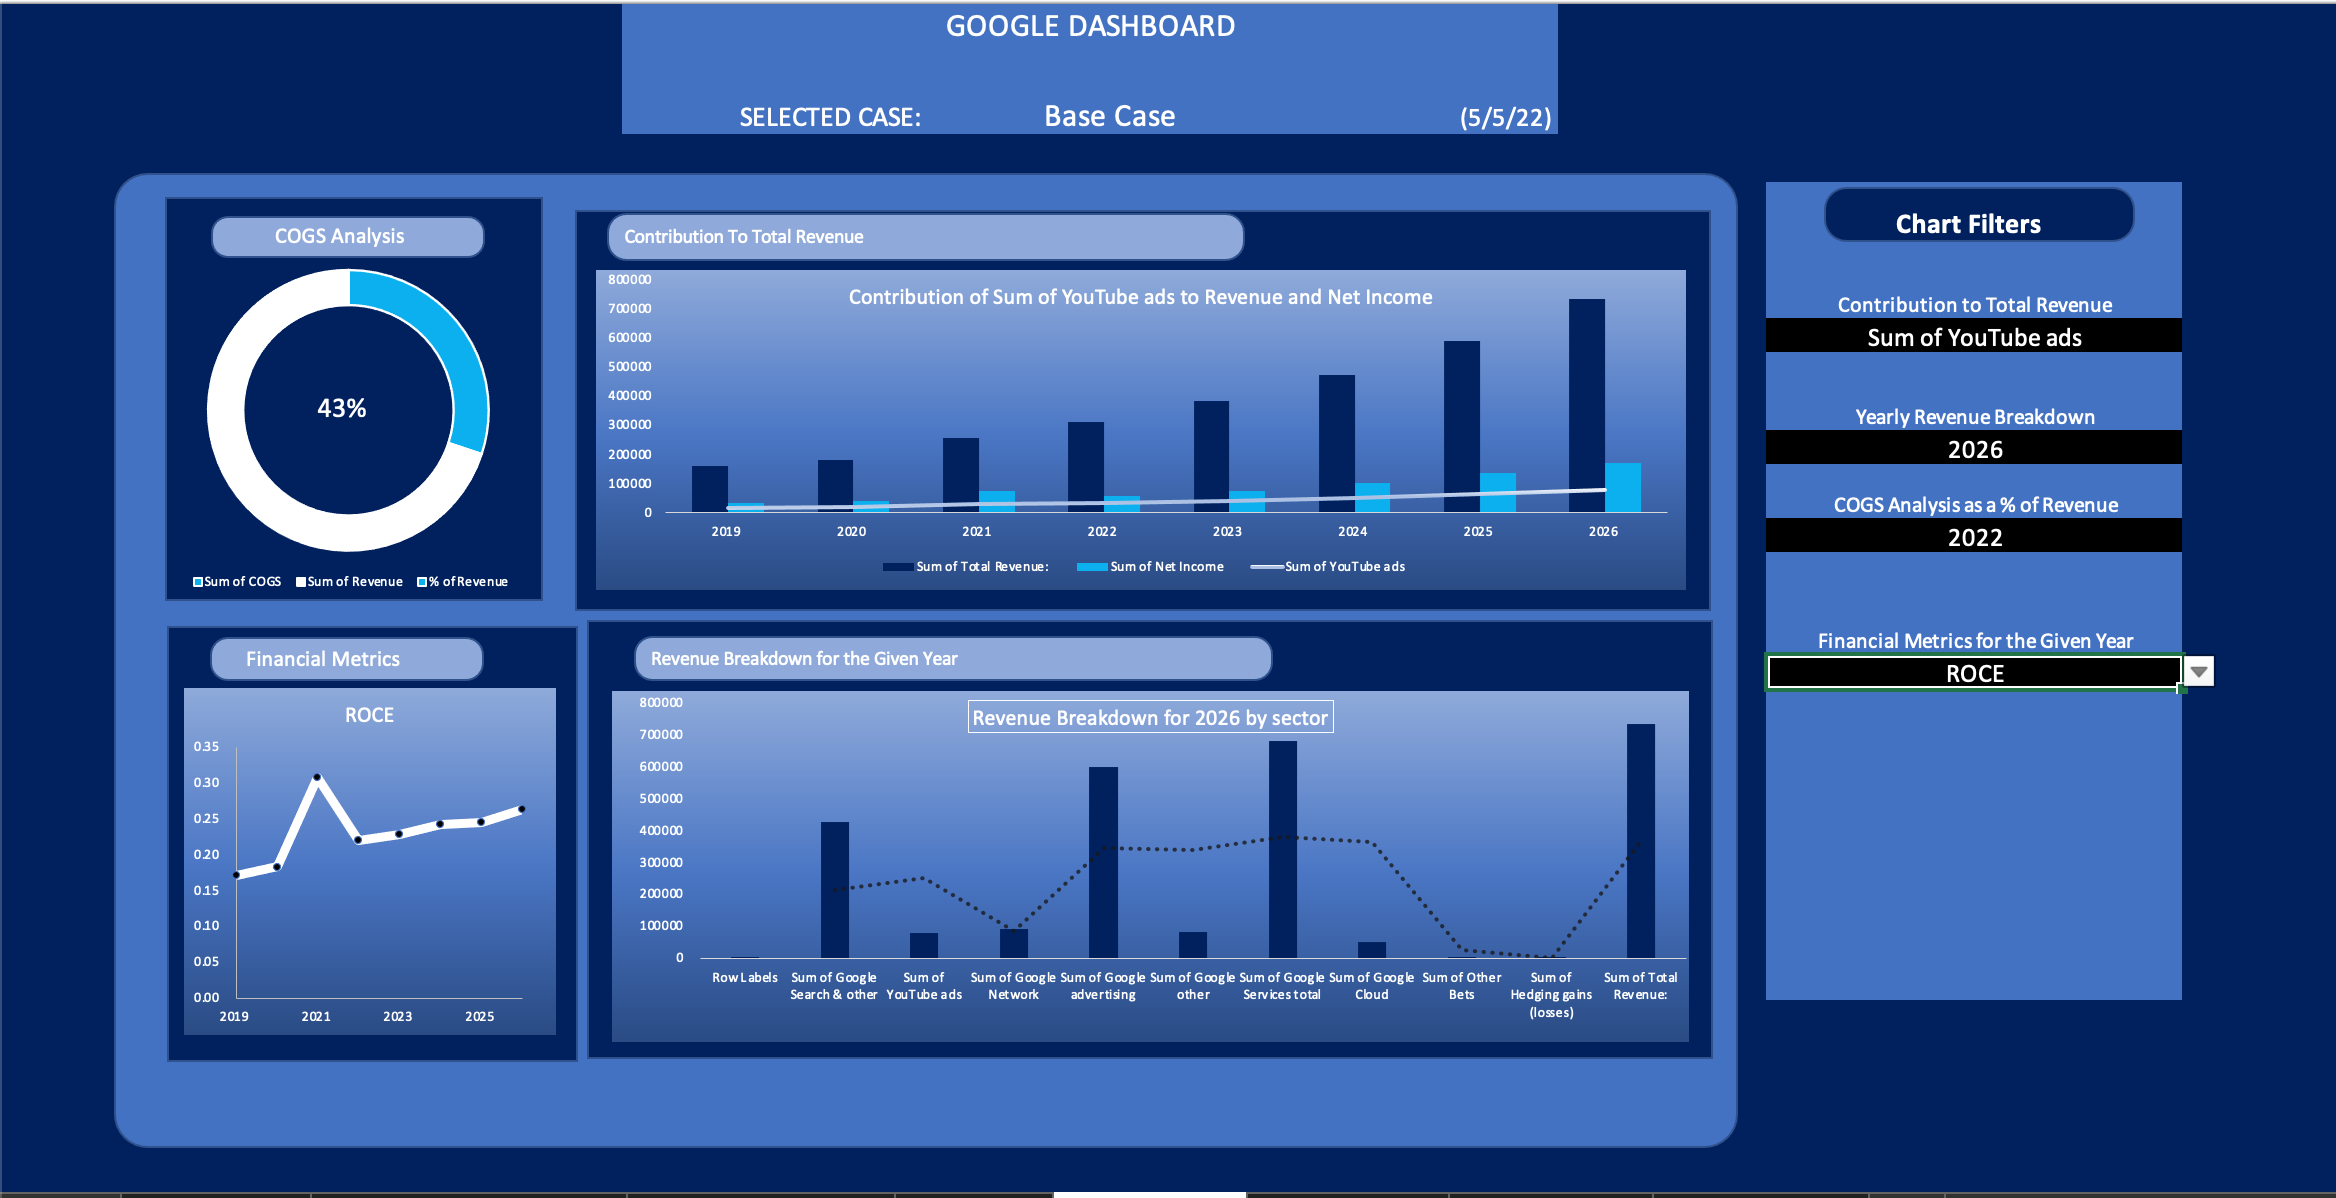 GOOGLE DASHBOARD
SELECTED CASE: Base Case (5/5/22)
COGS Analysis
43%
Sum of COGS Sum of Revenue % of Revenue
Contribution To Total Revenue
Contribution of Sum of YouTube ads to Revenue and Net Income
800000
700000
600000
500000
400000
300000
200000
100000
0
2019 2020 2021 2022 2023 2024 2025 2026
Sum of Total Revenue: Sum of Net Income Sum of YouTube ads
Chart Filters
Contribution to Total Revenue
Sum of YouTube ads
Yearly Revenue Breakdown
2026
COGS Analysis as a % of Revenue
2022
Financial Metrics for the Given Year
ROCE
Financial Metrics
ROCE
0.35
0.30
0.25
0.20
0.15
0.10
0.05
0.00
2019 2021 2023 2025
Revenue Breakdown for the Given Year
Revenue Breakdown for 2026 by sector
800000
700000
600000
500000
400000
300000
200000
100000
0
Row Labels Sum of Google Sum of Sum of Google Sum of Google Sum of Google Sum of Google Sum of Google Sum of Other Sum of Sum of Total
Search & other YouTube ads Network advertising other Services total Cloud Bets Hedging gains Revenue:
(losses)